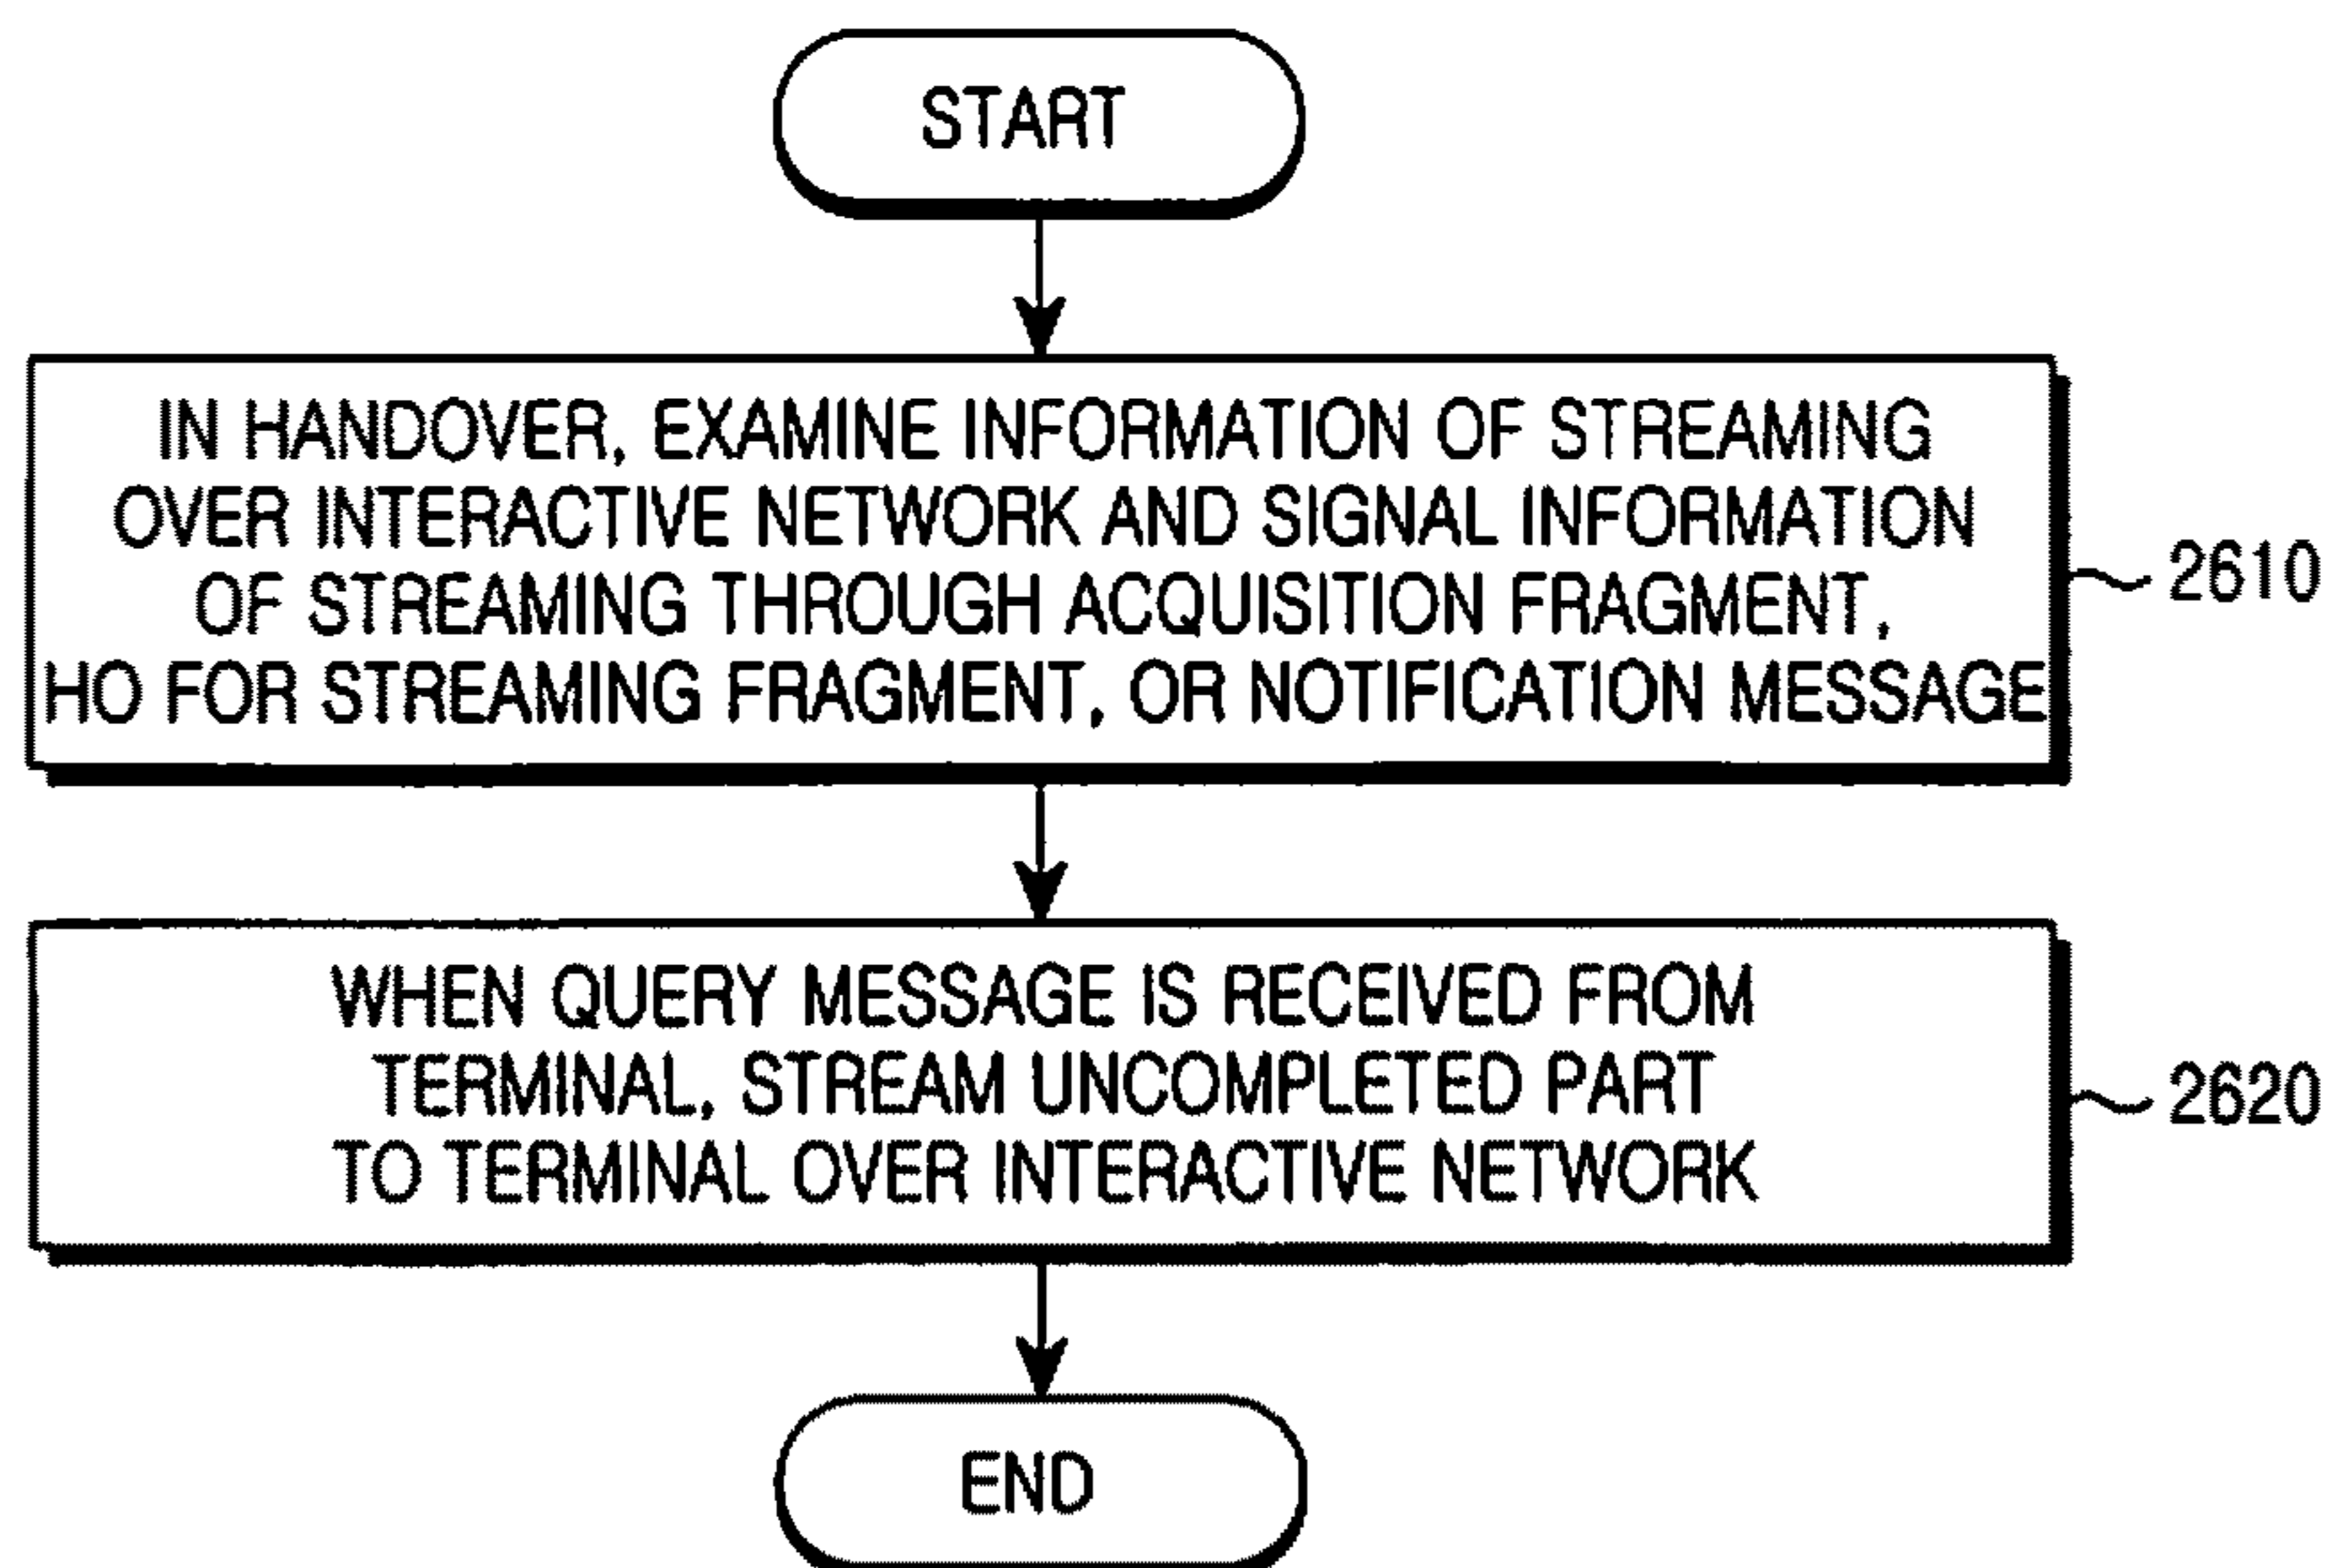 START
IN HANDOVER, EXAMINE INFORMATION OF STREAMING
OVER INTERACTIVE NETWORK AND SIGNAL INFORMATION
OF STREAMING THROUGH ACQUISITION FRAGMENT,
HO FOR STREAMING FRAGMENT, OR NOTIFICATION MESSAGE
2610
WHEN QUERY MESSAGE IS RECEIVED FROM
TERMINAL, STREAM UNCOMPLETED PART
TO TERMINAL OVER INTERACTIVE NETWORK
2620
END